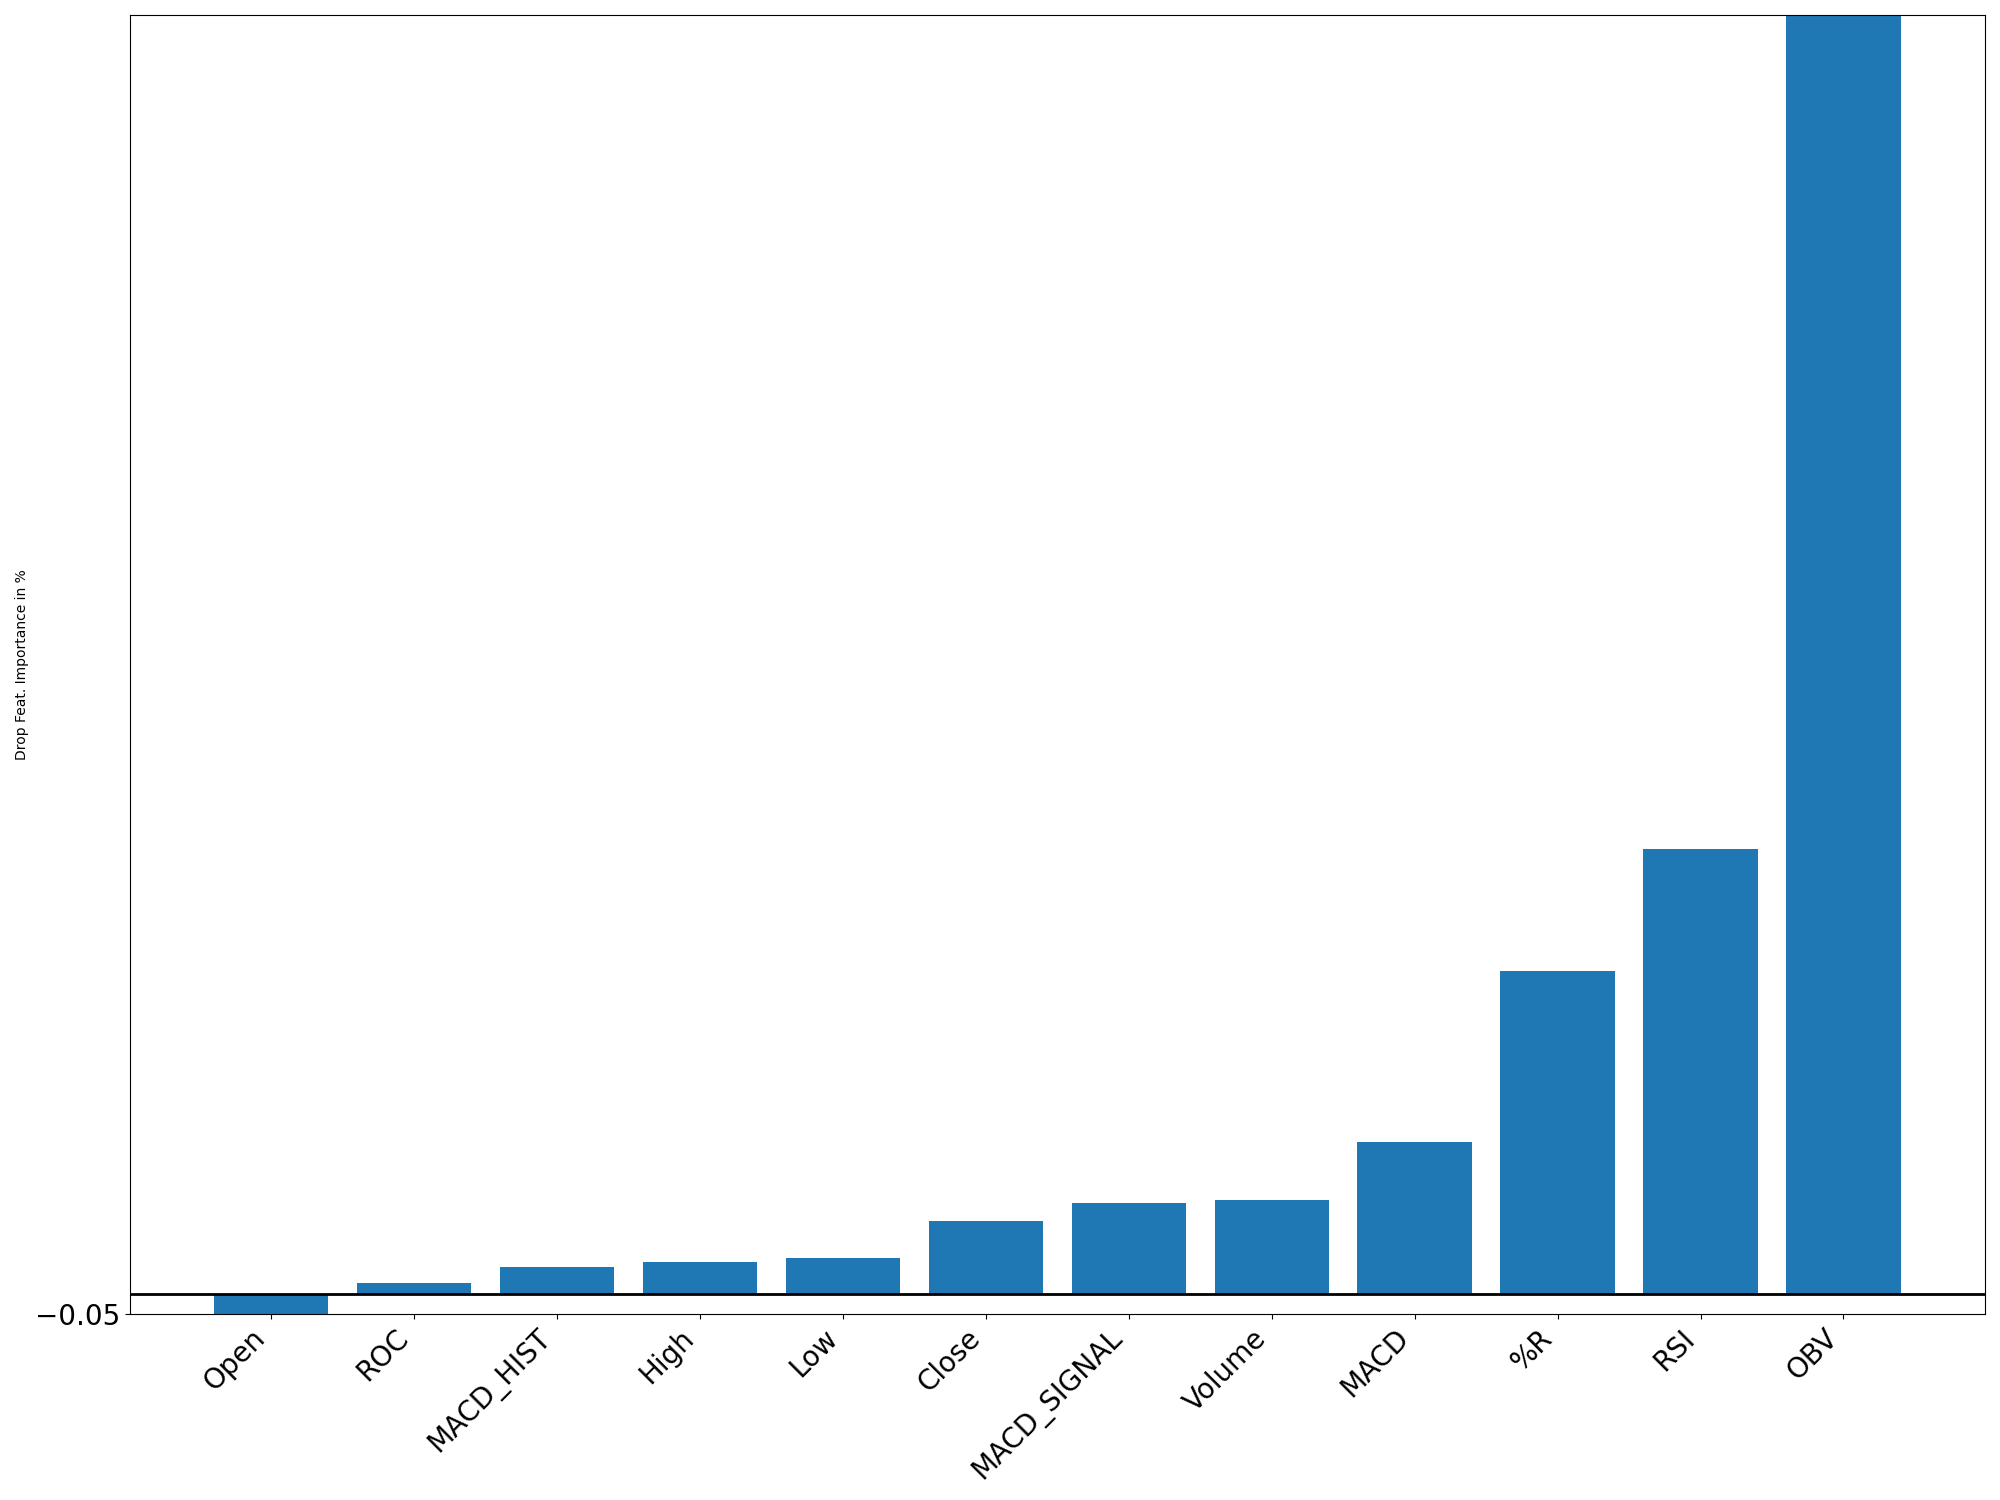 Drop Feat. Importance in %
−0.05
Open
ROC
MACD_HIST
High
Low
Close
MACD_SIGNAL
Volume
MACD
%R
RSI
OBV